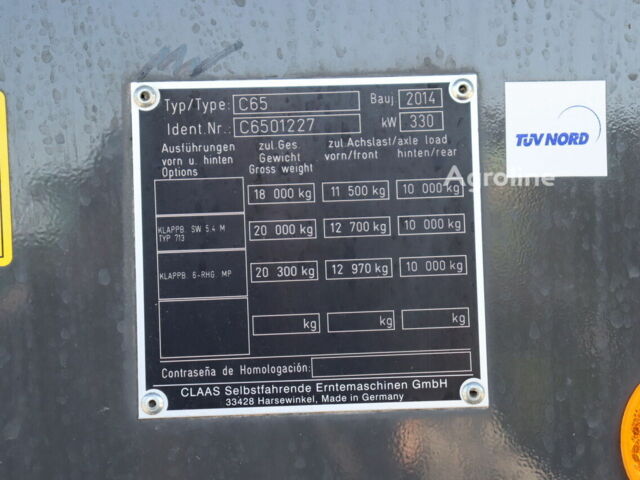 Typ/Type: C65 Bauj. 2014
Ident.Nr.: C6501227 kW 330
Ausführungen vorn u. hinten Options
zul.Ges. Gewicht Gross weight
zul Achslast/axle load
vorn/front hinten/rear
18 000 kg 11 500 kg 10 000 kg
KLAPPB. SW 5,4 M
TYP 713
20 000 kg 12 700 kg 10 000 kg
KLAPPB. 6-RHG MP
20 300 kg 12 970 kg 10 000 kg
kg kg kg
Contraseña de Homologación:
CLAAS Selbstfahrende Erntemaschinen GmbH
33428 Harsewinkel, Made in Germany
TÜV NORD
Agroline